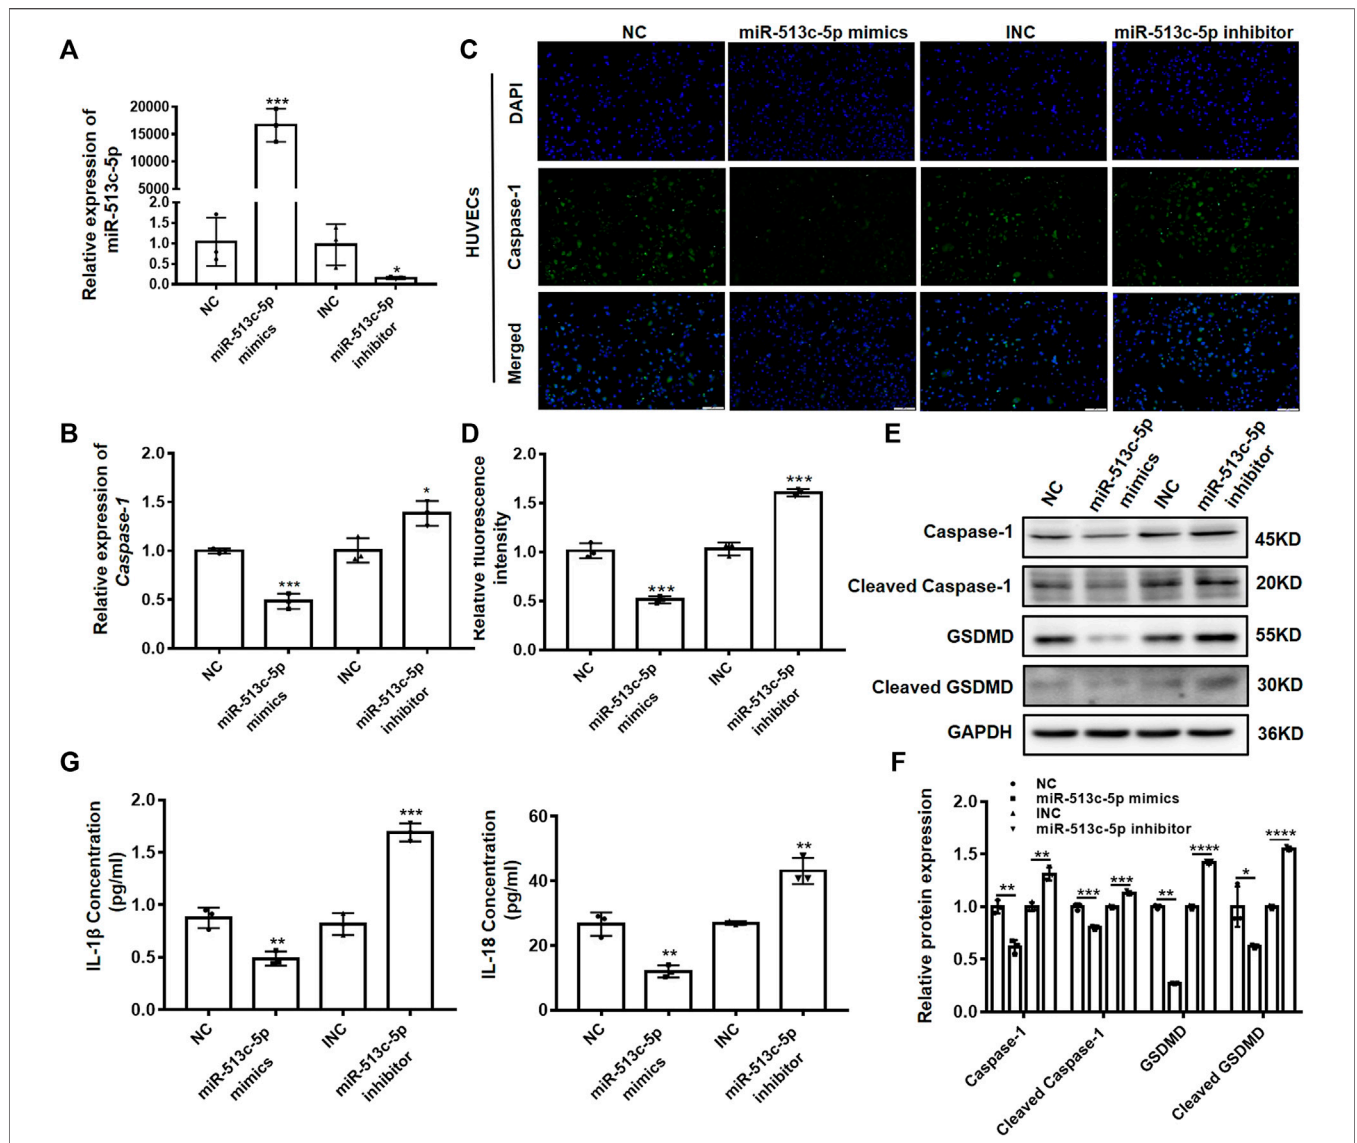 A
Relative expression of
miR-513c-5p
20000
15000
10000
5000
2.0
1.5
1.0
0.5
0.0
***
*
NC
miR-513c-5p
mimics
INC
miR-513c-5p
inhibitor
C
NC
miR-513c-5p mimics
INC
miR-513c-5p inhibitor
HUVECs
DAPI
Caspase-1
Merged
B
Relative expression of
Caspase-1
2.0
1.5
1.0
0.5
0.0
***
*
NC
miR-513c-5p
mimics
INC
miR-513c-5p
inhibitor
D
Relative fluorescence
intensity
2.0
1.5
1.0
0.5
0.0
***
***
NC
miR-513c-5p
mimics
INC
miR-513c-5p
inhibitor
E
NC
miR-513c-5p
mimics
INC
miR-513c-5p
inhibitor
Caspase-1 45KD
Cleaved Caspase-1 20KD
GSDMD 55KD
Cleaved GSDMD 30KD
GAPDH 36KD
G
IL-1β Concentration
(pg/ml)
2.0
1.5
1.0
0.5
0.0
**
***
NC
miR-513c-5p
mimics
INC
miR-513c-5p
inhibitor
IL-18 Concentration
(pg/ml)
60
40
20
0
**
**
NC
miR-513c-5p
mimics
INC
miR-513c-5p
inhibitor
F
NC
miR-513c-5p mimics
INC
miR-513c-5p inhibitor
Relative protein expression
2.0
1.5
1.0
0.5
0.0
** ** *** *** ** **** * ****
Caspase-1
Cleaved Caspase-1
GSDMD
Cleaved GSDMD